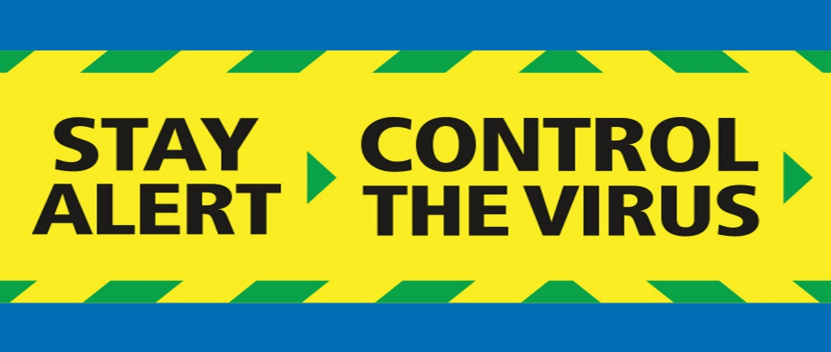 STAY
ALERT
CONTROL
THE VIRUS